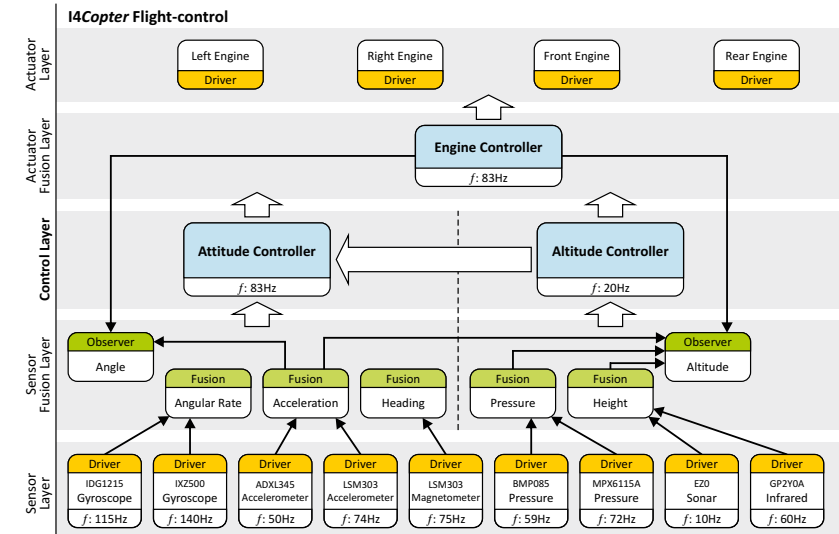 I4Copter Flight-control
Actuator
Layer
Left Engine
Driver
Right Engine
Driver
Front Engine
Driver
Rear Engine
Driver
Actuator
Fusion Layer
Engine Controller
f: 83Hz
Control Layer
Attitude Controller
f: 83Hz
Altitude Controller
f: 20Hz
Sensor
Fusion Layer
Observer
Angle
Fusion
Angular Rate
Fusion
Acceleration
Fusion
Heading
Fusion
Pressure
Fusion
Height
Observer
Altitude
Sensor
Layer
Driver
IDG1215
Gyroscope
f: 115Hz
Driver
IXZ500
Gyroscope
f: 140Hz
Driver
ADXL345
Accelerometer
f: 50Hz
Driver
LSM303
Accelerometer
f: 74Hz
Driver
LSM303
Magnetometer
f: 75Hz
Driver
BMP085
Pressure
f: 59Hz
Driver
MPX6115A
Pressure
f: 72Hz
Driver
EZ0
Sonar
f: 10Hz
Driver
GP2Y0A
Infrared
f: 60Hz